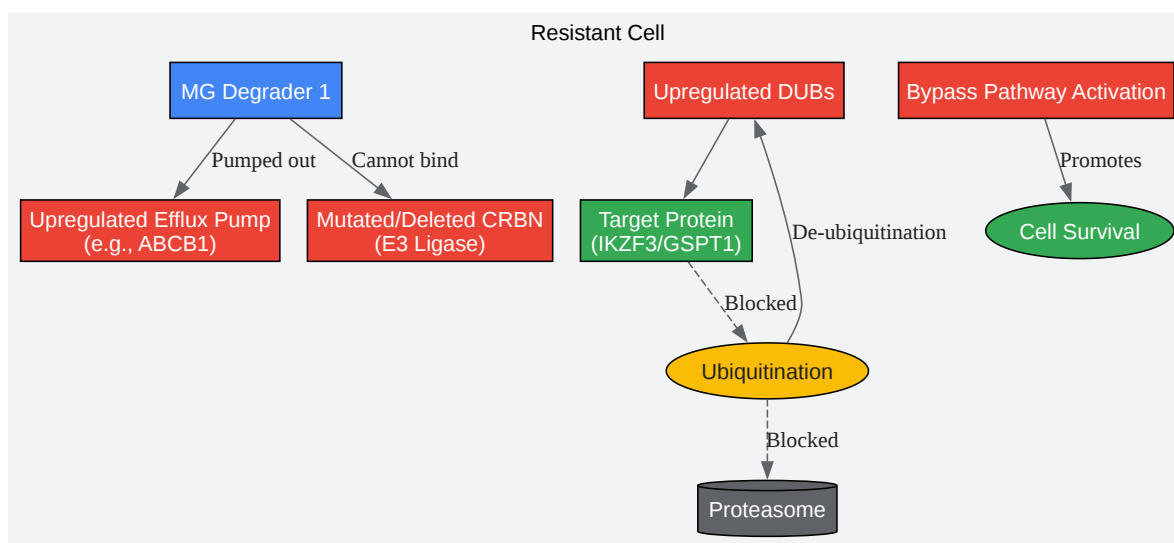 Resistant Cell
MG Degrader 1
Upregulated DUBs
Bypass Pathway Activation
Pumped out
Cannot bind
Promotes
Upregulated Efflux Pump
(e.g., ABCB1)
Mutated/Deleted CRBN
(E3 Ligase)
Target Protein
(IKZF3/GSPT1)
De-ubiquitination
Cell Survival
Blocked
Ubiquitination
Blocked
Proteasome